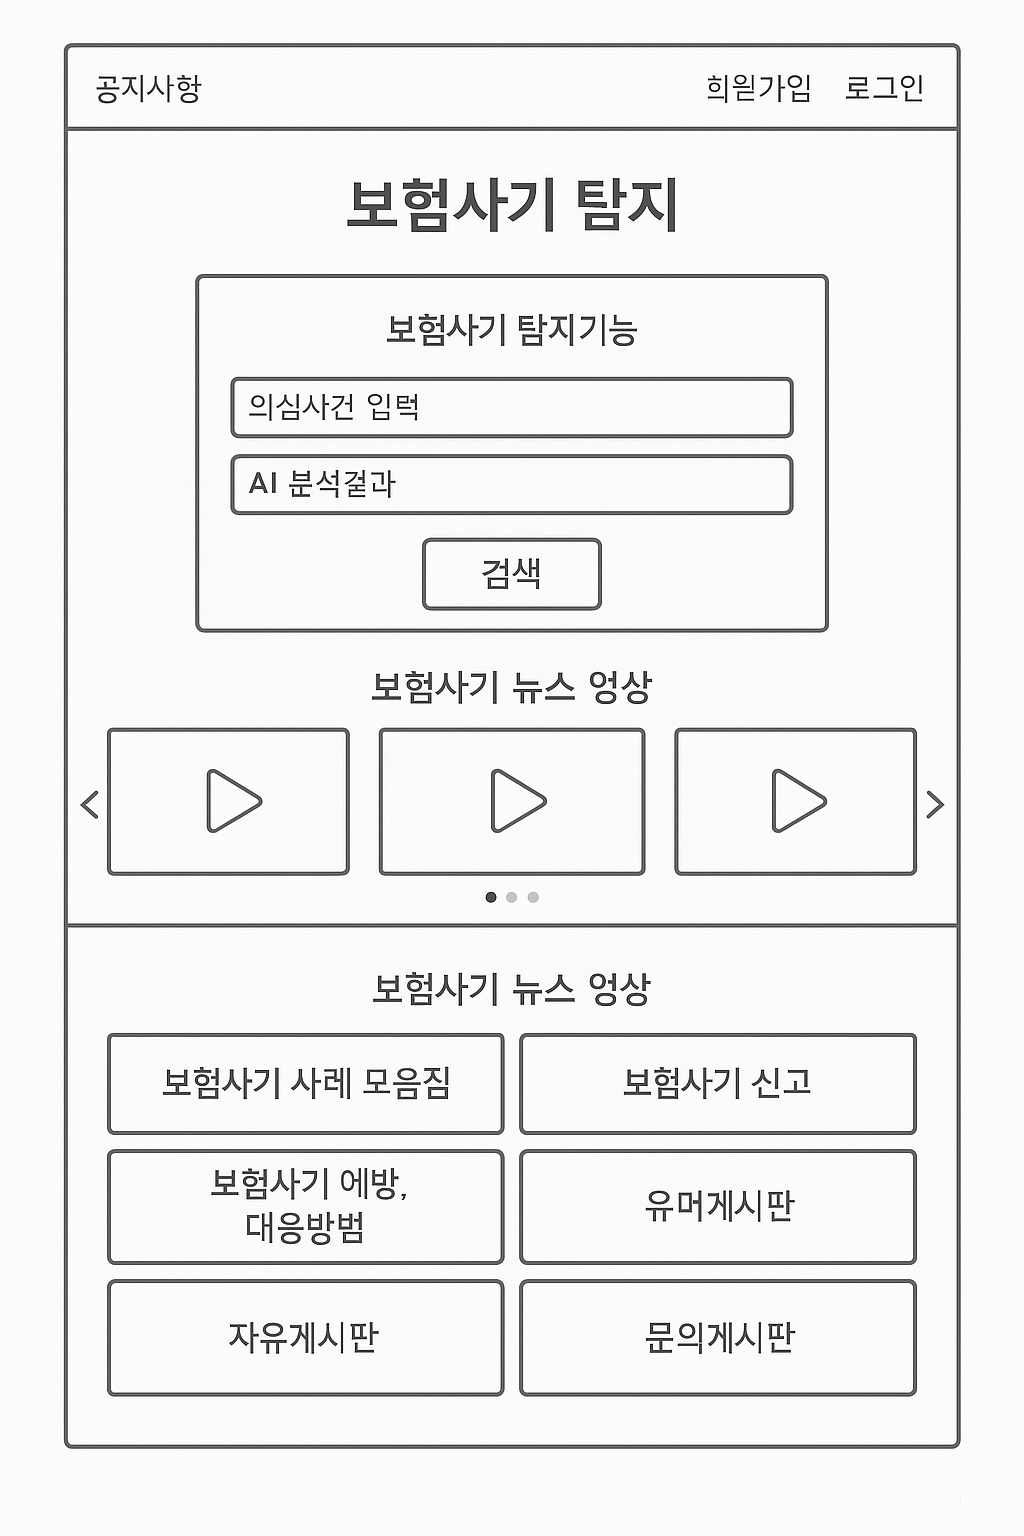 공지사항
희원가입 로그인
보험사기 탐지
보험사기 탐지기능
의심사건 입력
AI 분석결과
검색
보험사기 뉴스 영상
보험사기 뉴스 영상
보험사기 사례 모음짐
보험사기 신고
보험사기 에방,
대응방범
유머게시판
자유게시판
문의게시판